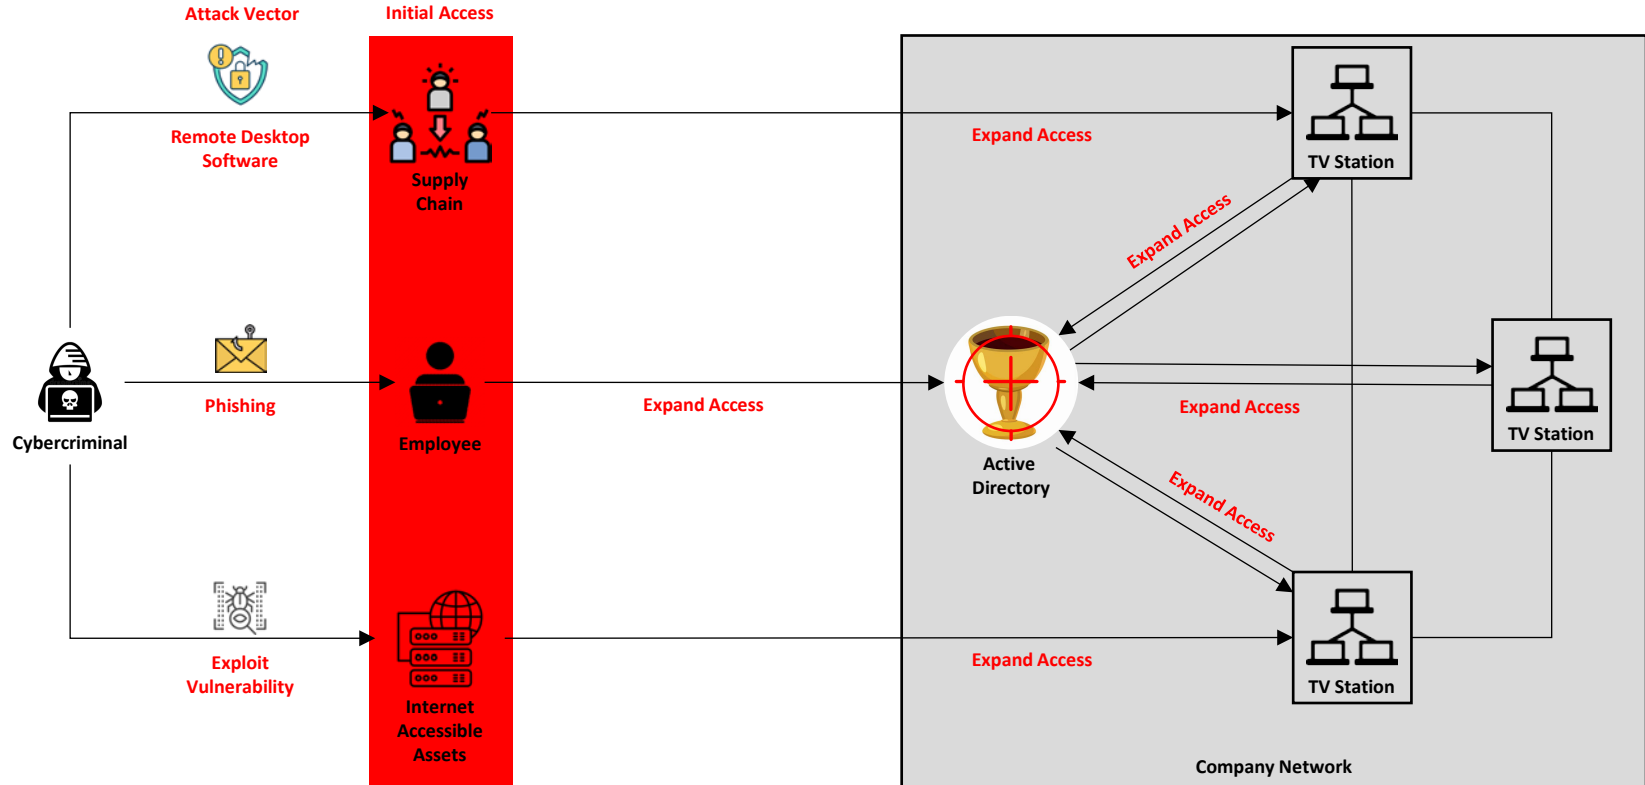 Attack Vector
Initial Access
Remote Desktop
Software
Supply
Chain
Expand Access
TV Station
Expand Access
Cybercriminal
Phishing
Employee
Expand Access
Active
Directory
Expand Access
TV Station
Expand Access
Exploit
Vulnerability
Internet
Accessible
Assets
Expand Access
TV Station
Company Network